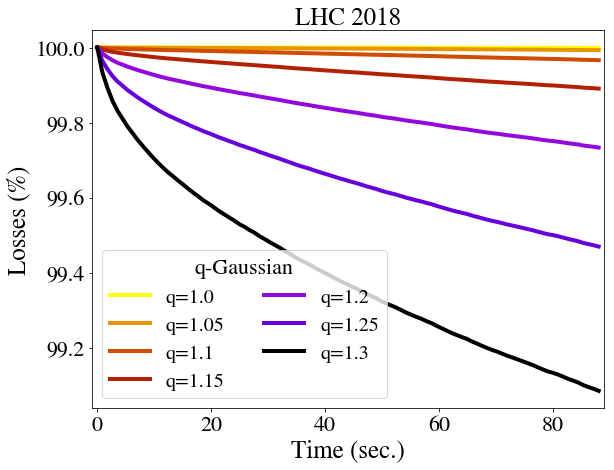 LHC 2018
Losses (%)
100.0
99.8
99.6
99.4
99.2
q-Gaussian
q=1.0
q=1.05
q=1.1
q=1.15
q=1.2
q=1.25
q=1.3
0 20 40 60 80
Time (sec.)